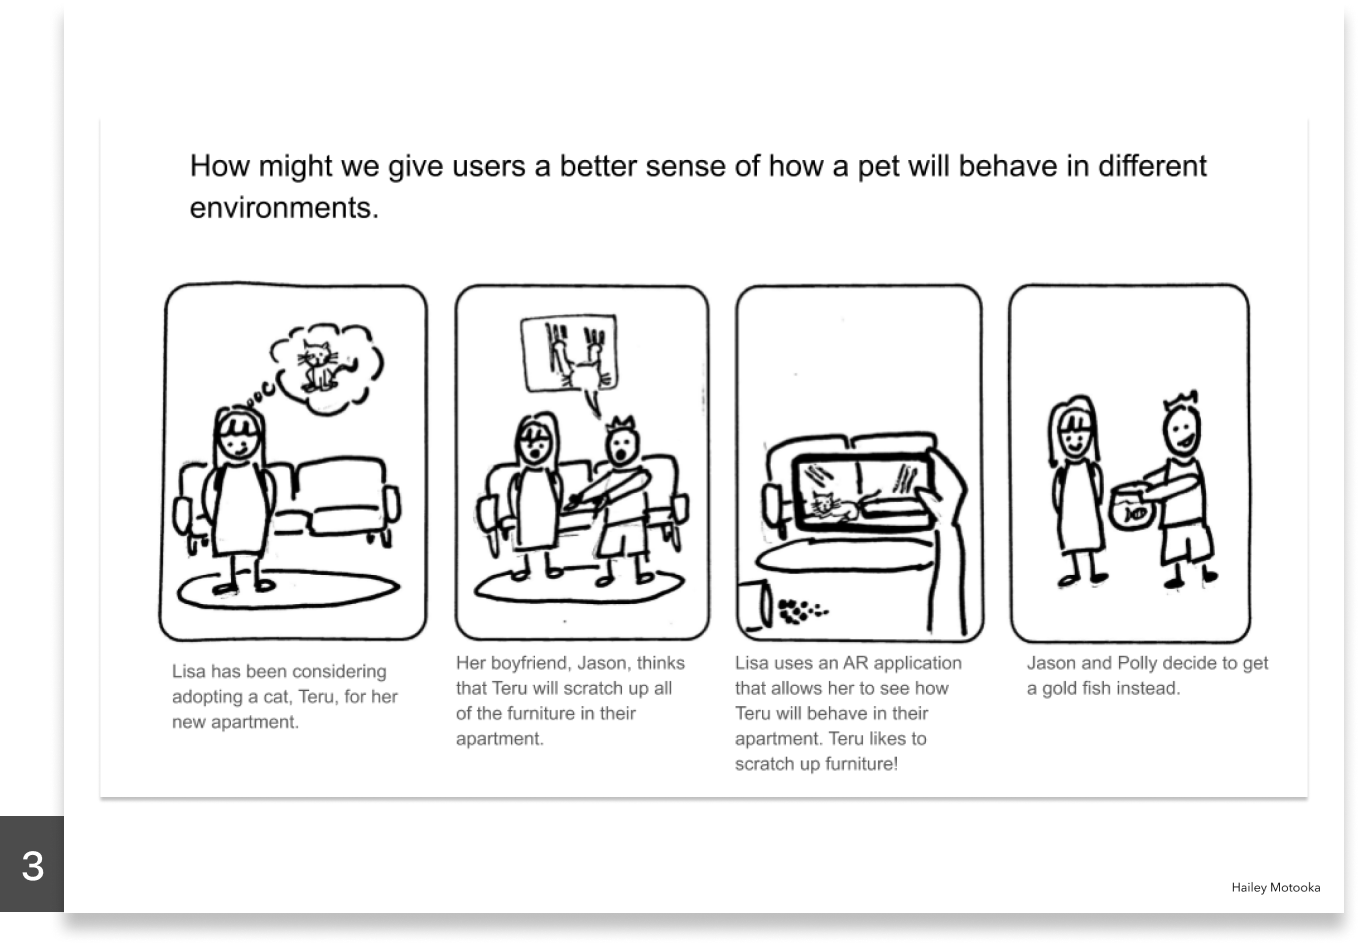 How might we give users a better sense of how a pet will behave in different
environments.
Lisa has been considering
adopting a cat, Teru, for her
new apartment.
Her boyfriend, Jason, thinks
that Teru will scratch up all
of the furniture in their
apartment.
Lisa uses an AR application
that allows her to see how
Teru will behave in their
apartment. Teru likes to
scratch up furniture!
Jason and Polly decide to get
a gold fish instead.
3
Hailey Motooka